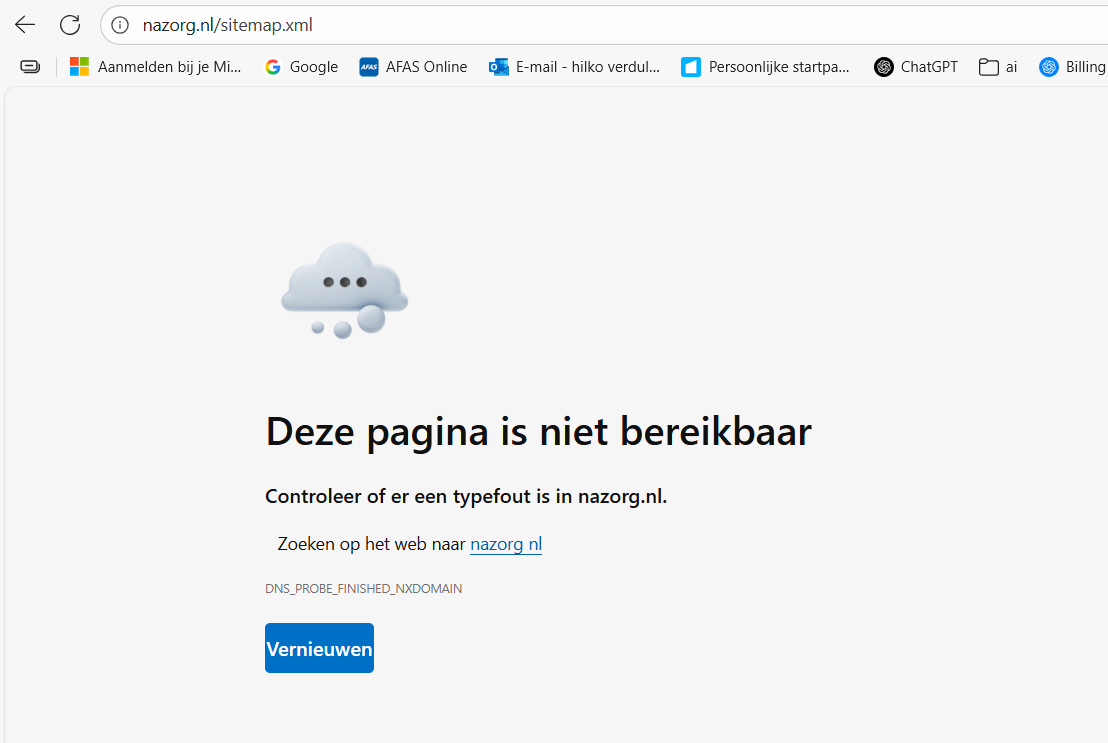 nazorg.nl/sitemap.xml
Aanmelden bij je Mi... Google AFAS AFAS Online E-mail - hilko verdul... Persoonlijke startpa... ChatGPT ai Billing
Deze pagina is niet bereikbaar
Controleer of er een typefout is in nazorg.nl.
Zoeken op het web naar nazorg nl
DNS_PROBE_FINISHED_NXDOMAIN
Vernieuwen